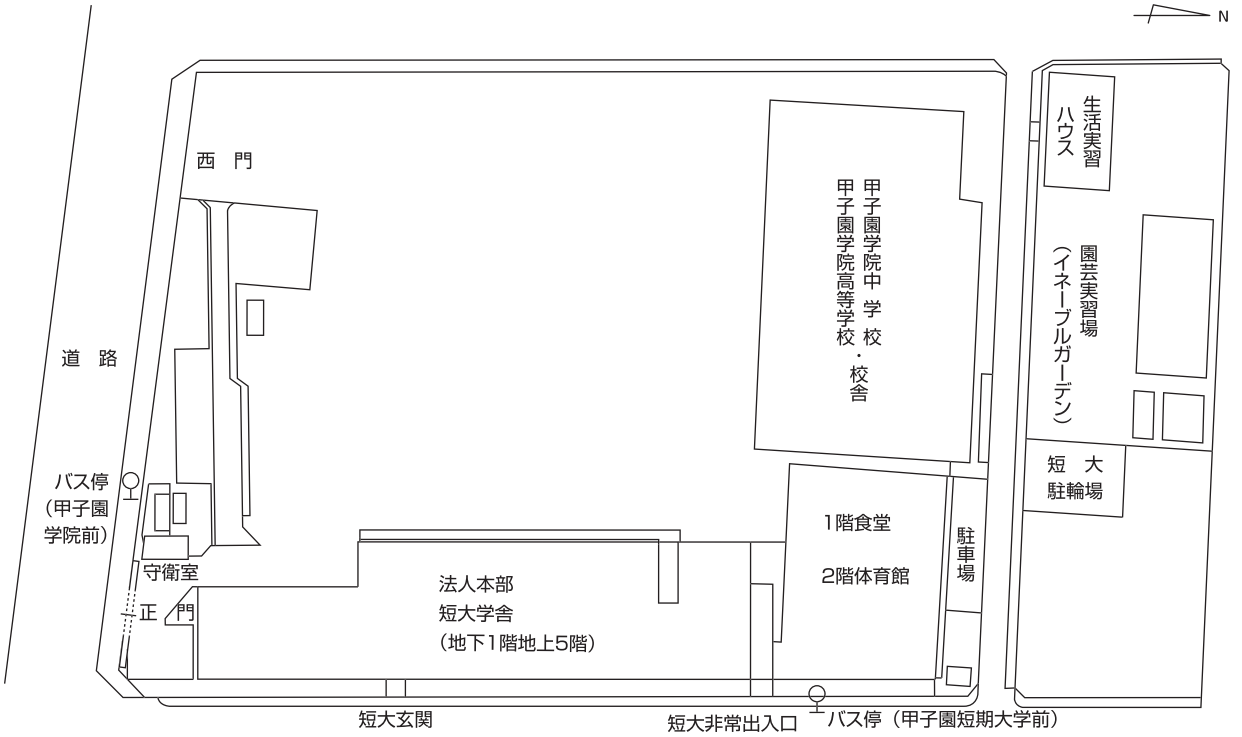 N
西　門
道　路
バス停
（甲子園
学院前）
守衛室
正　門
甲子園学院中学校
甲子園学院高等学校・校舎
生活実習
ハウス
園芸実習場
（イネーブルガーデン）
短　大
駐輪場
1階食堂
2階体育館
駐車場
法人本部
短大学舎
（地下1階地上5階）
短大玄関
短大非常出入口
バス停（甲子園短期大学前）